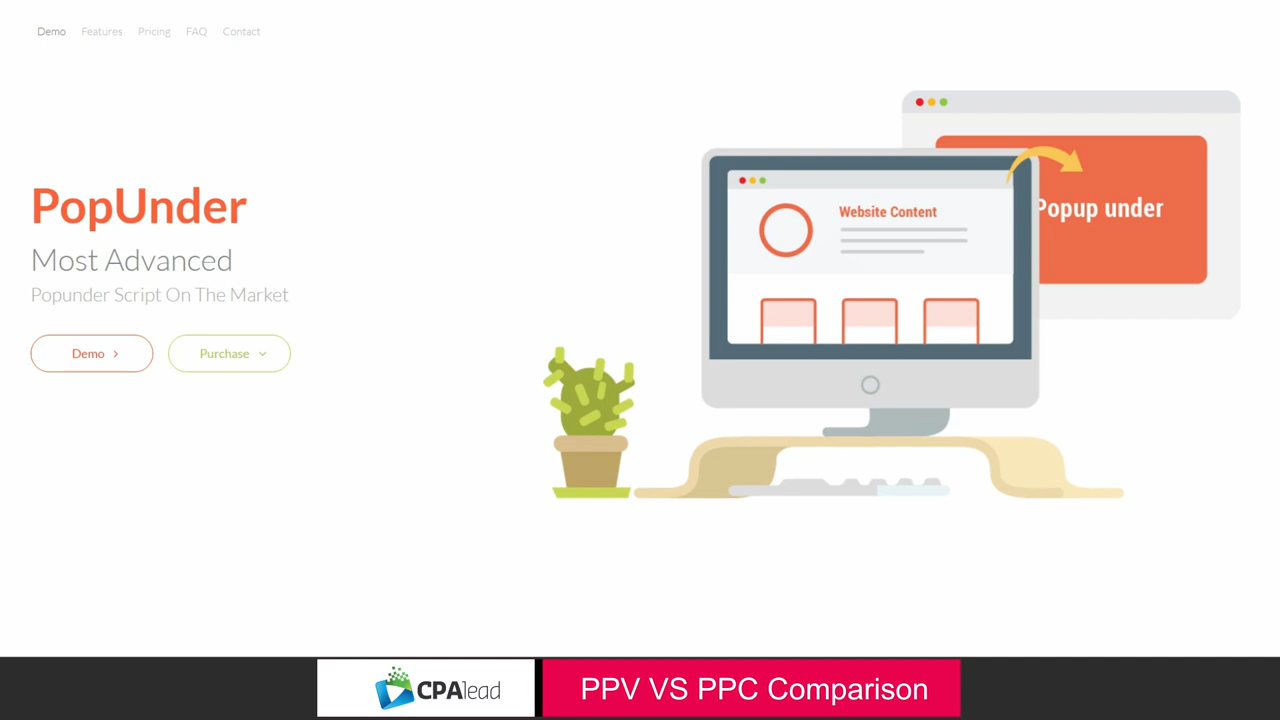 Demo Features Pricing FAQ Contact
PopUnder
Most Advanced
Popunder Script On The Market
Demo
Purchase
Website Content
Popup under
CPAlead
PPV VS PPC Comparison